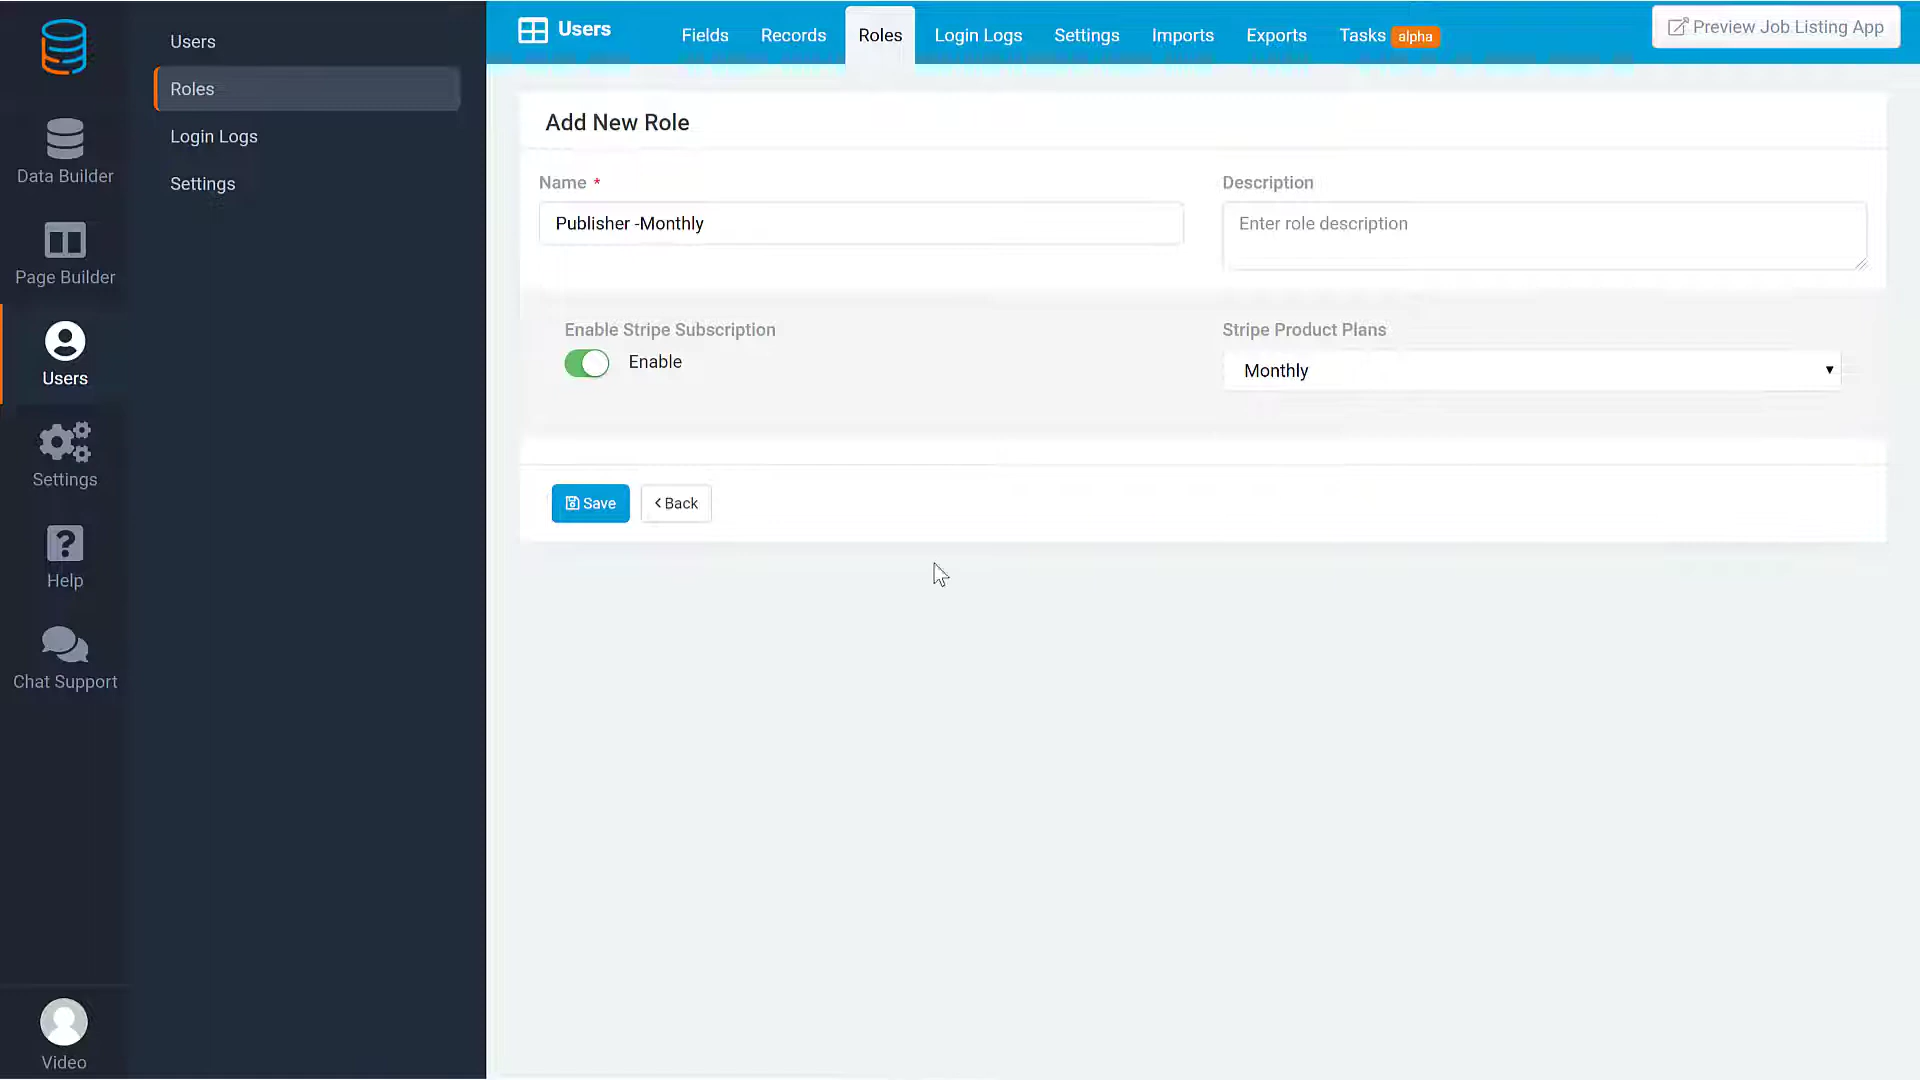 Data Builder
Page Builder
Users
Settings
Help
Chat Support
Video
Users
Roles
Login Logs
Settings
Users
Fields
Records
Roles
Login Logs
Settings
Imports
Exports
Tasks alpha
Preview Job Listing App
Add New Role
Name *
Publisher -Monthly
Description
Enter role description
Enable Stripe Subscription
Enable
Stripe Product Plans
Monthly
Save
Back